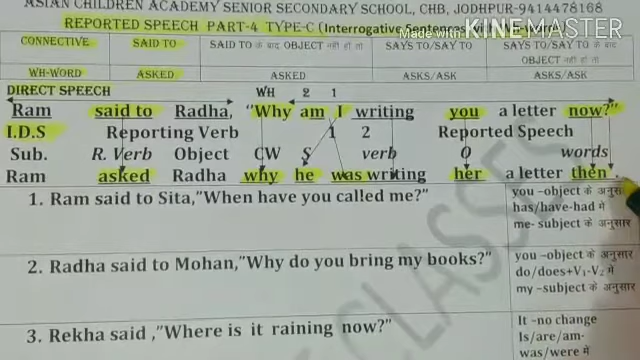 ASIAN CHILDREN ACADEMY SENIOR SECONDARY SCHOOL, CHB, JODHPUR-9414478168
REPORTED SPEECH PART-4 TYPE-C (Interrogative Sentences
Made with KINEMASTER
CONNECTIVE SAID TO SAID TO के बाद OBJECT नहीं हो तो SAYS TO/SAY TO SAYS TO/SAY TO के बाद OBJECT नहीं हो तो
WH-WORD ASKED ASKED ASKS/ASK ASKS/ASK
DIRECT SPEECH WH 2 1
Ram said to Radha, "Why am I writing you a letter now?"
I.D.S Reporting Verb 1 2 Reported Speech
Sub. R. Verb Object CW S verb O words
Ram asked Radha why he was writing her a letter then .
1. Ram said to Sita,"When have you called me?"
you -object के अनुसार
has/have-had में
me- subject के अनुसार
2. Radha said to Mohan,"Why do you bring my books?"
you -object के अनुसार
do/does+V₁-V₂ में
my -subject के अनुसार
3. Rekha said ,"Where is it raining now?"
It -no change
Is/are/am-
was/were में
CLASSES